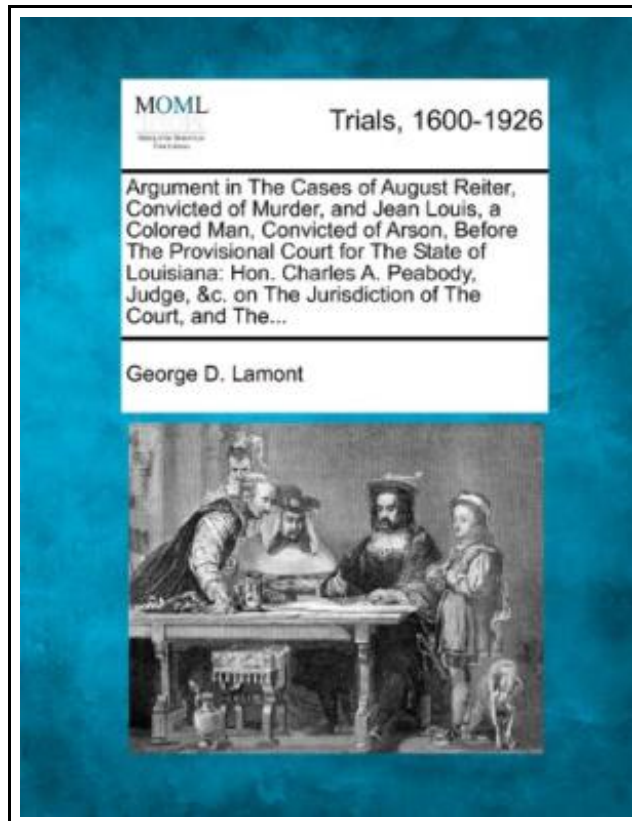 MOML
Trials, 1600-1926
Argument in The Cases of August Reiter,
Convicted of Murder, and Jean Louis, a
Colored Man, Convicted of Arson, Before
The Provisional Court for The State of
Louisiana: Hon. Charles A. Peabody,
Judge, &c. on The Jurisdiction of The
Court, and The...
George D. Lamont